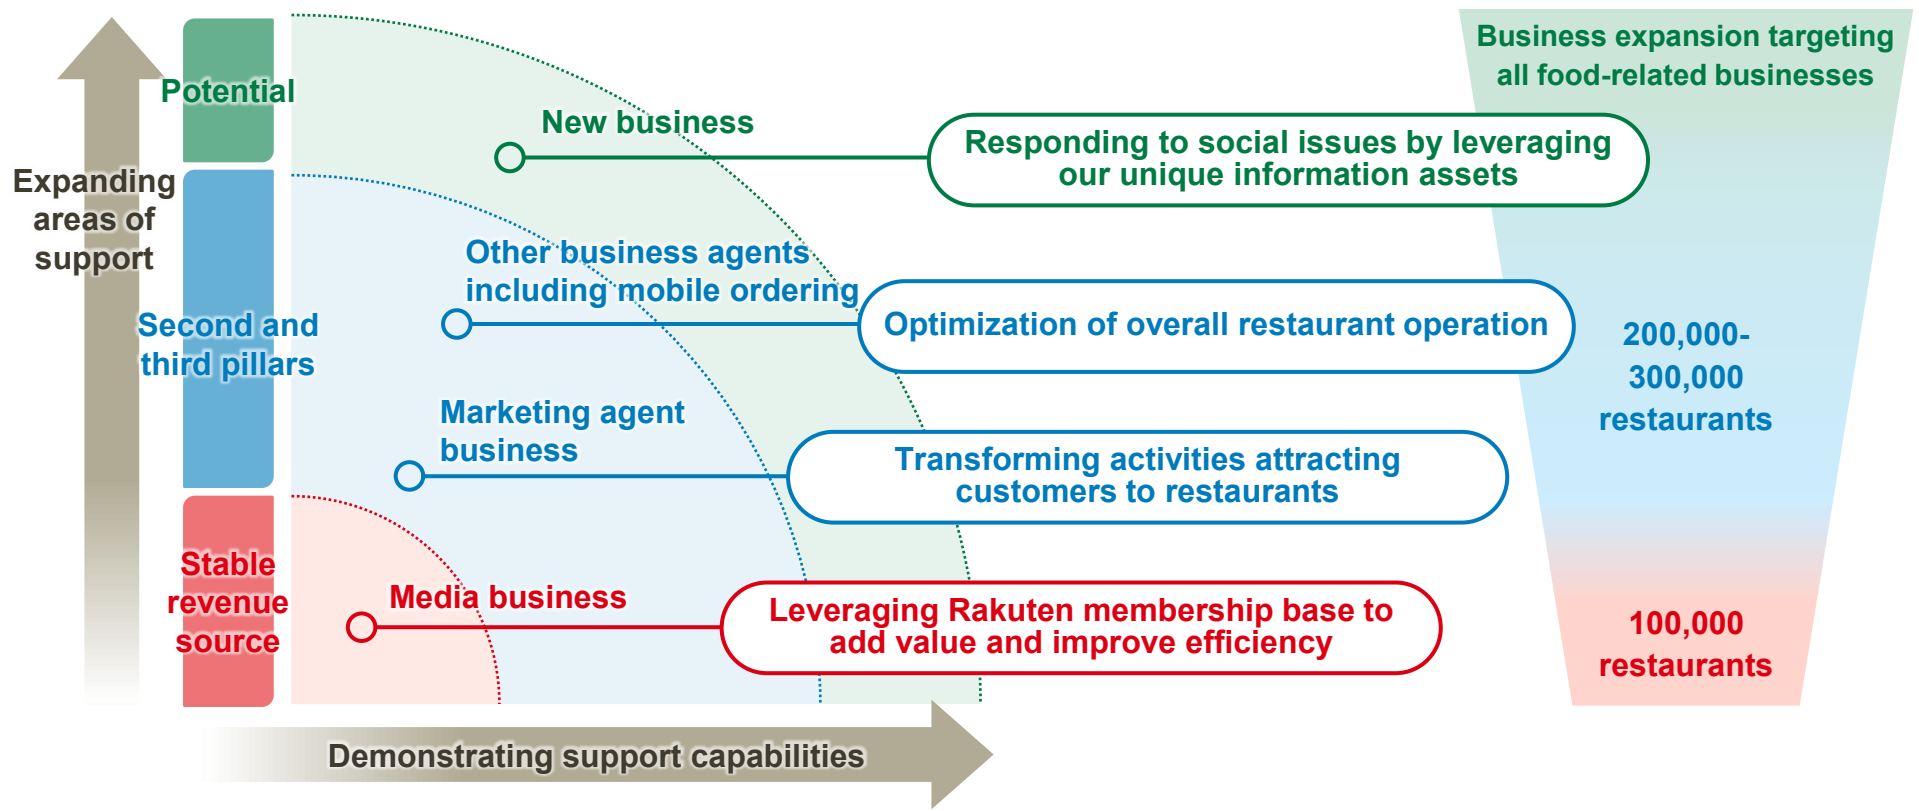 Business expansion targeting
all food-related businesses
Potential
New business
Responding to social issues by leveraging
our unique information assets
Expanding
areas of
support
Other business agents
including mobile ordering
Second and
third pillars
Optimization of overall restaurant operation
200,000-
300,000
restaurants
Marketing agent
business
Transforming activities attracting
customers to restaurants
Stable
revenue
source
Media business
Leveraging Rakuten membership base to
add value and improve efficiency
100,000
restaurants
Demonstrating support capabilities